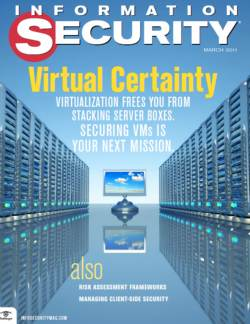 INFORMATION
SECURITY®
MARCH 2011
Virtual Certainty
VIRTUALIZATION FREES YOU FROM
STACKING SERVER BOXES.
SECURING VMs IS
YOUR NEXT MISSION.
also
RISK ASSESSMENT FRAMEWORKS
MANAGING CLIENT-SIDE SECURITY
INFOSECURITYMAG.COM